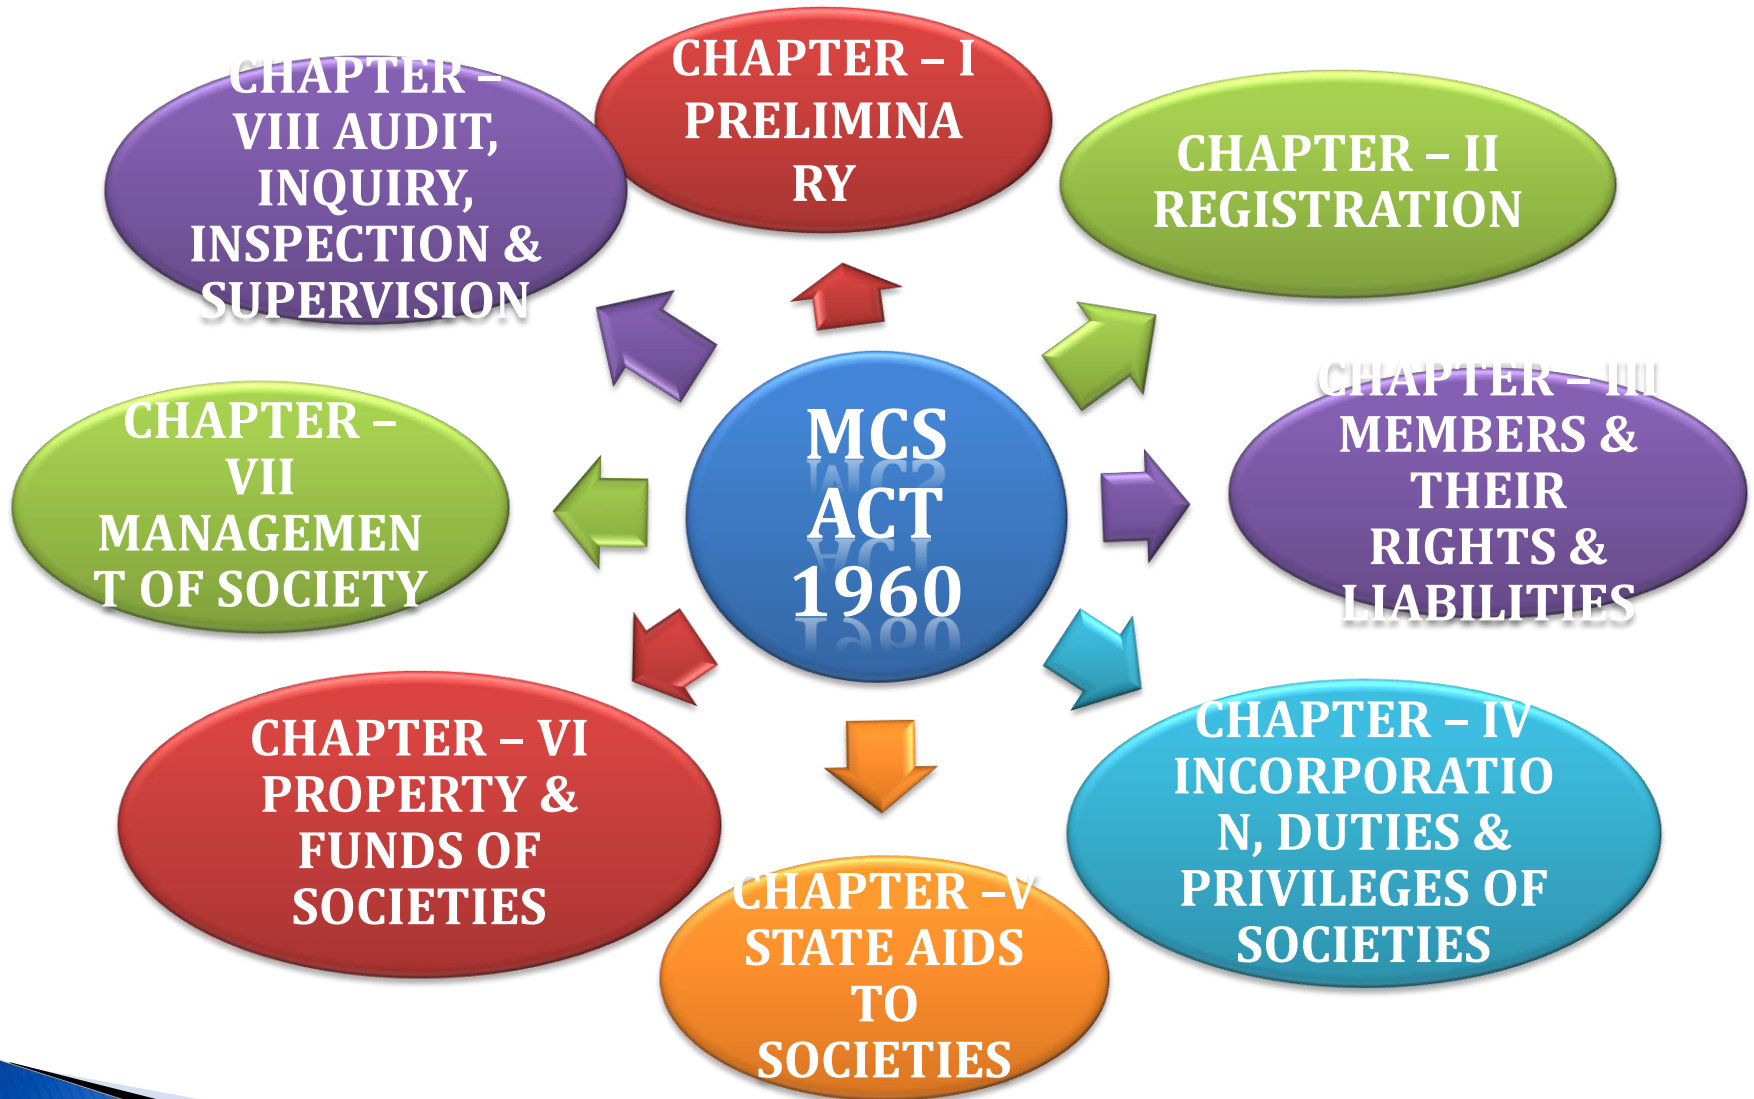 CHAPTER – I
PRELIMINA
RY
CHAPTER – II
REGISTRATION
CHAPTER – III
MEMBERS &
THEIR
RIGHTS &
LIABILITIES
CHAPTER – IV
INCORPORATIO
N, DUTIES &
PRIVILEGES OF
SOCIETIES
CHAPTER –V
STATE AIDS
TO
SOCIETIES
CHAPTER – VI
PROPERTY &
FUNDS OF
SOCIETIES
CHAPTER –
VII
MANAGEMEN
T OF SOCIETY
CHAPTER –
VIII AUDIT,
INQUIRY,
INSPECTION &
SUPERVISION
MCS
ACT
1960